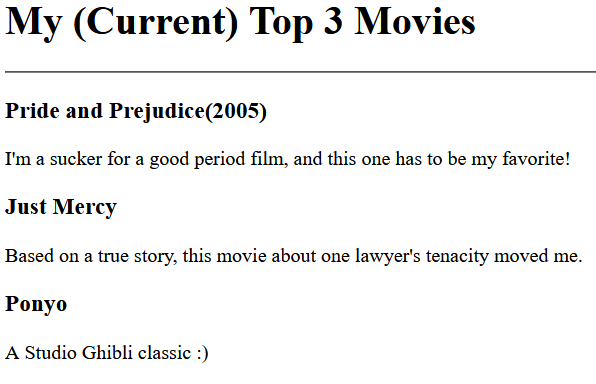 My (Current) Top 3 Movies
Pride and Prejudice(2005)
I'm a sucker for a good period film, and this one has to be my favorite!
Just Mercy
Based on a true story, this movie about one lawyer's tenacity moved me.
Ponyo
A Studio Ghibli classic :)